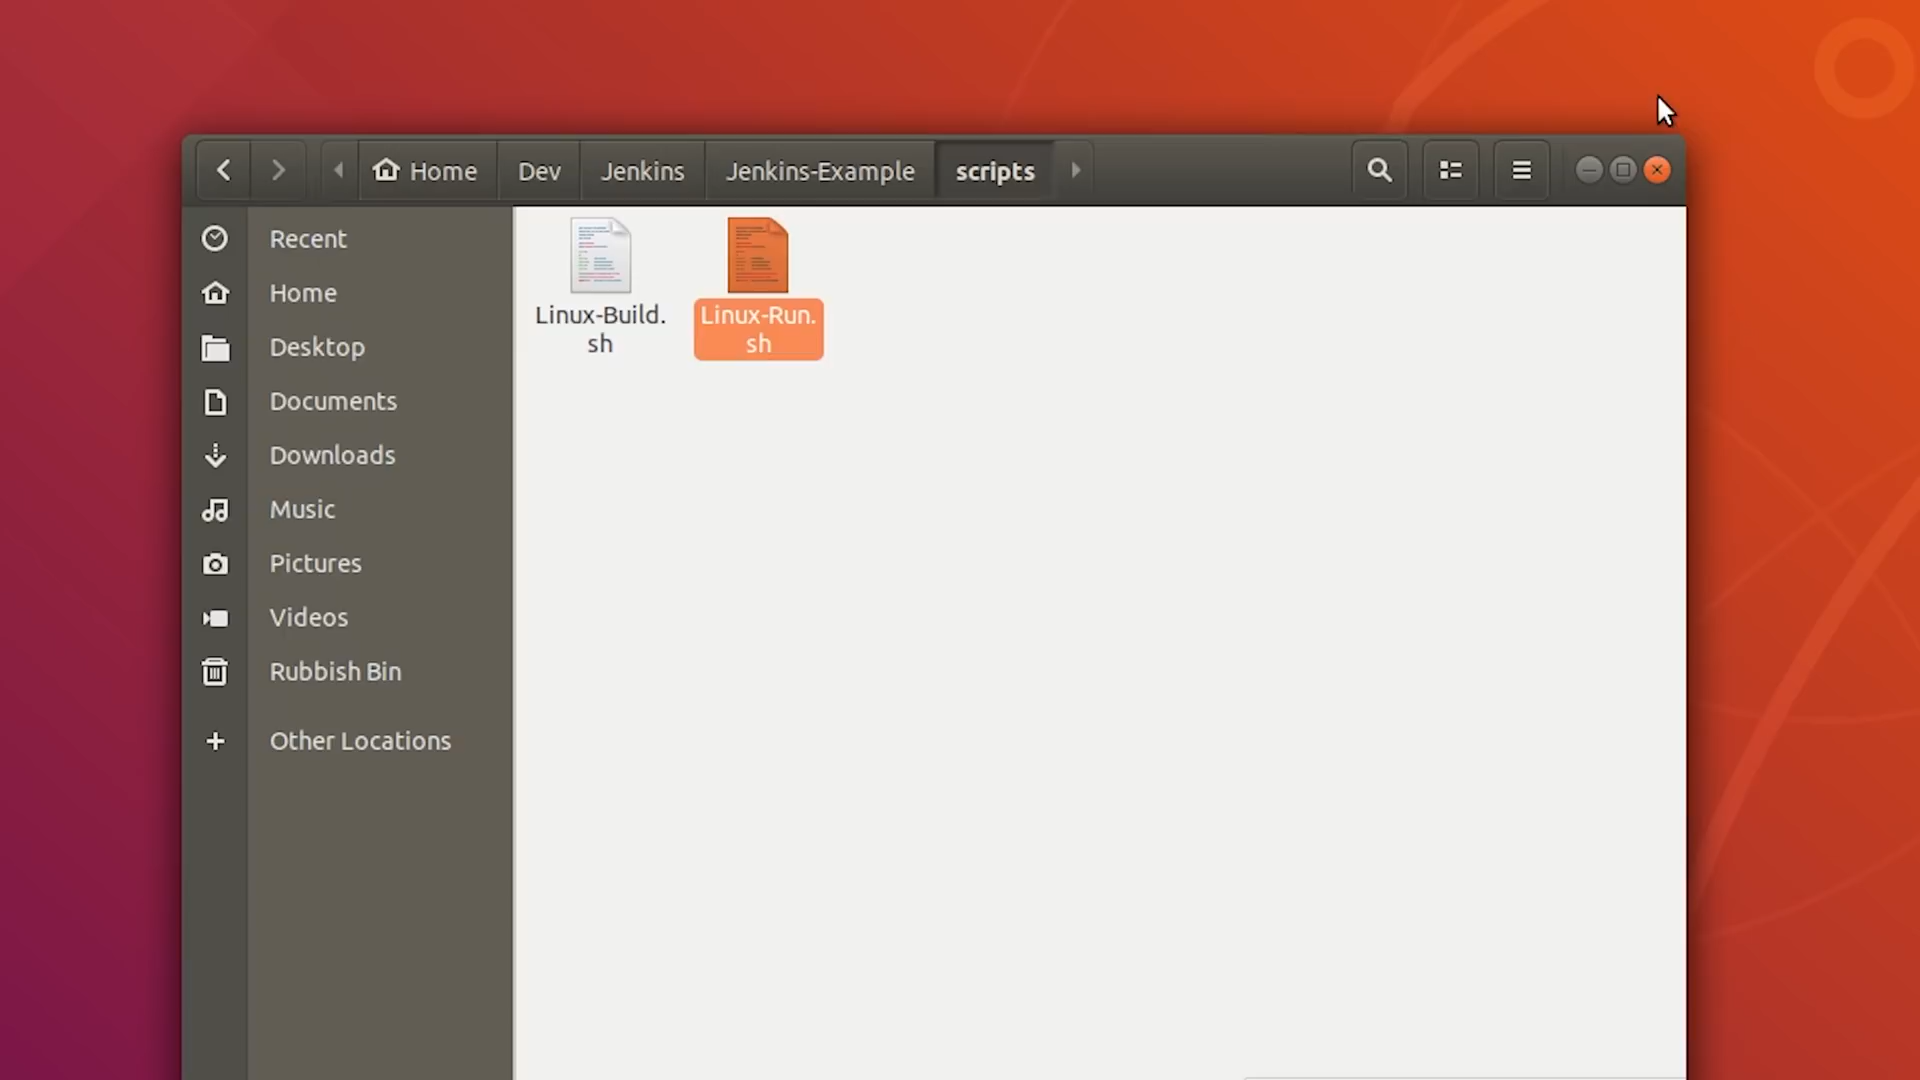 Home Dev Jenkins Jenkins-Example scripts
Recent
Home
Desktop
Documents
Downloads
Music
Pictures
Videos
Rubbish Bin
Other Locations
Linux-Build.
sh
Linux-Run.
sh